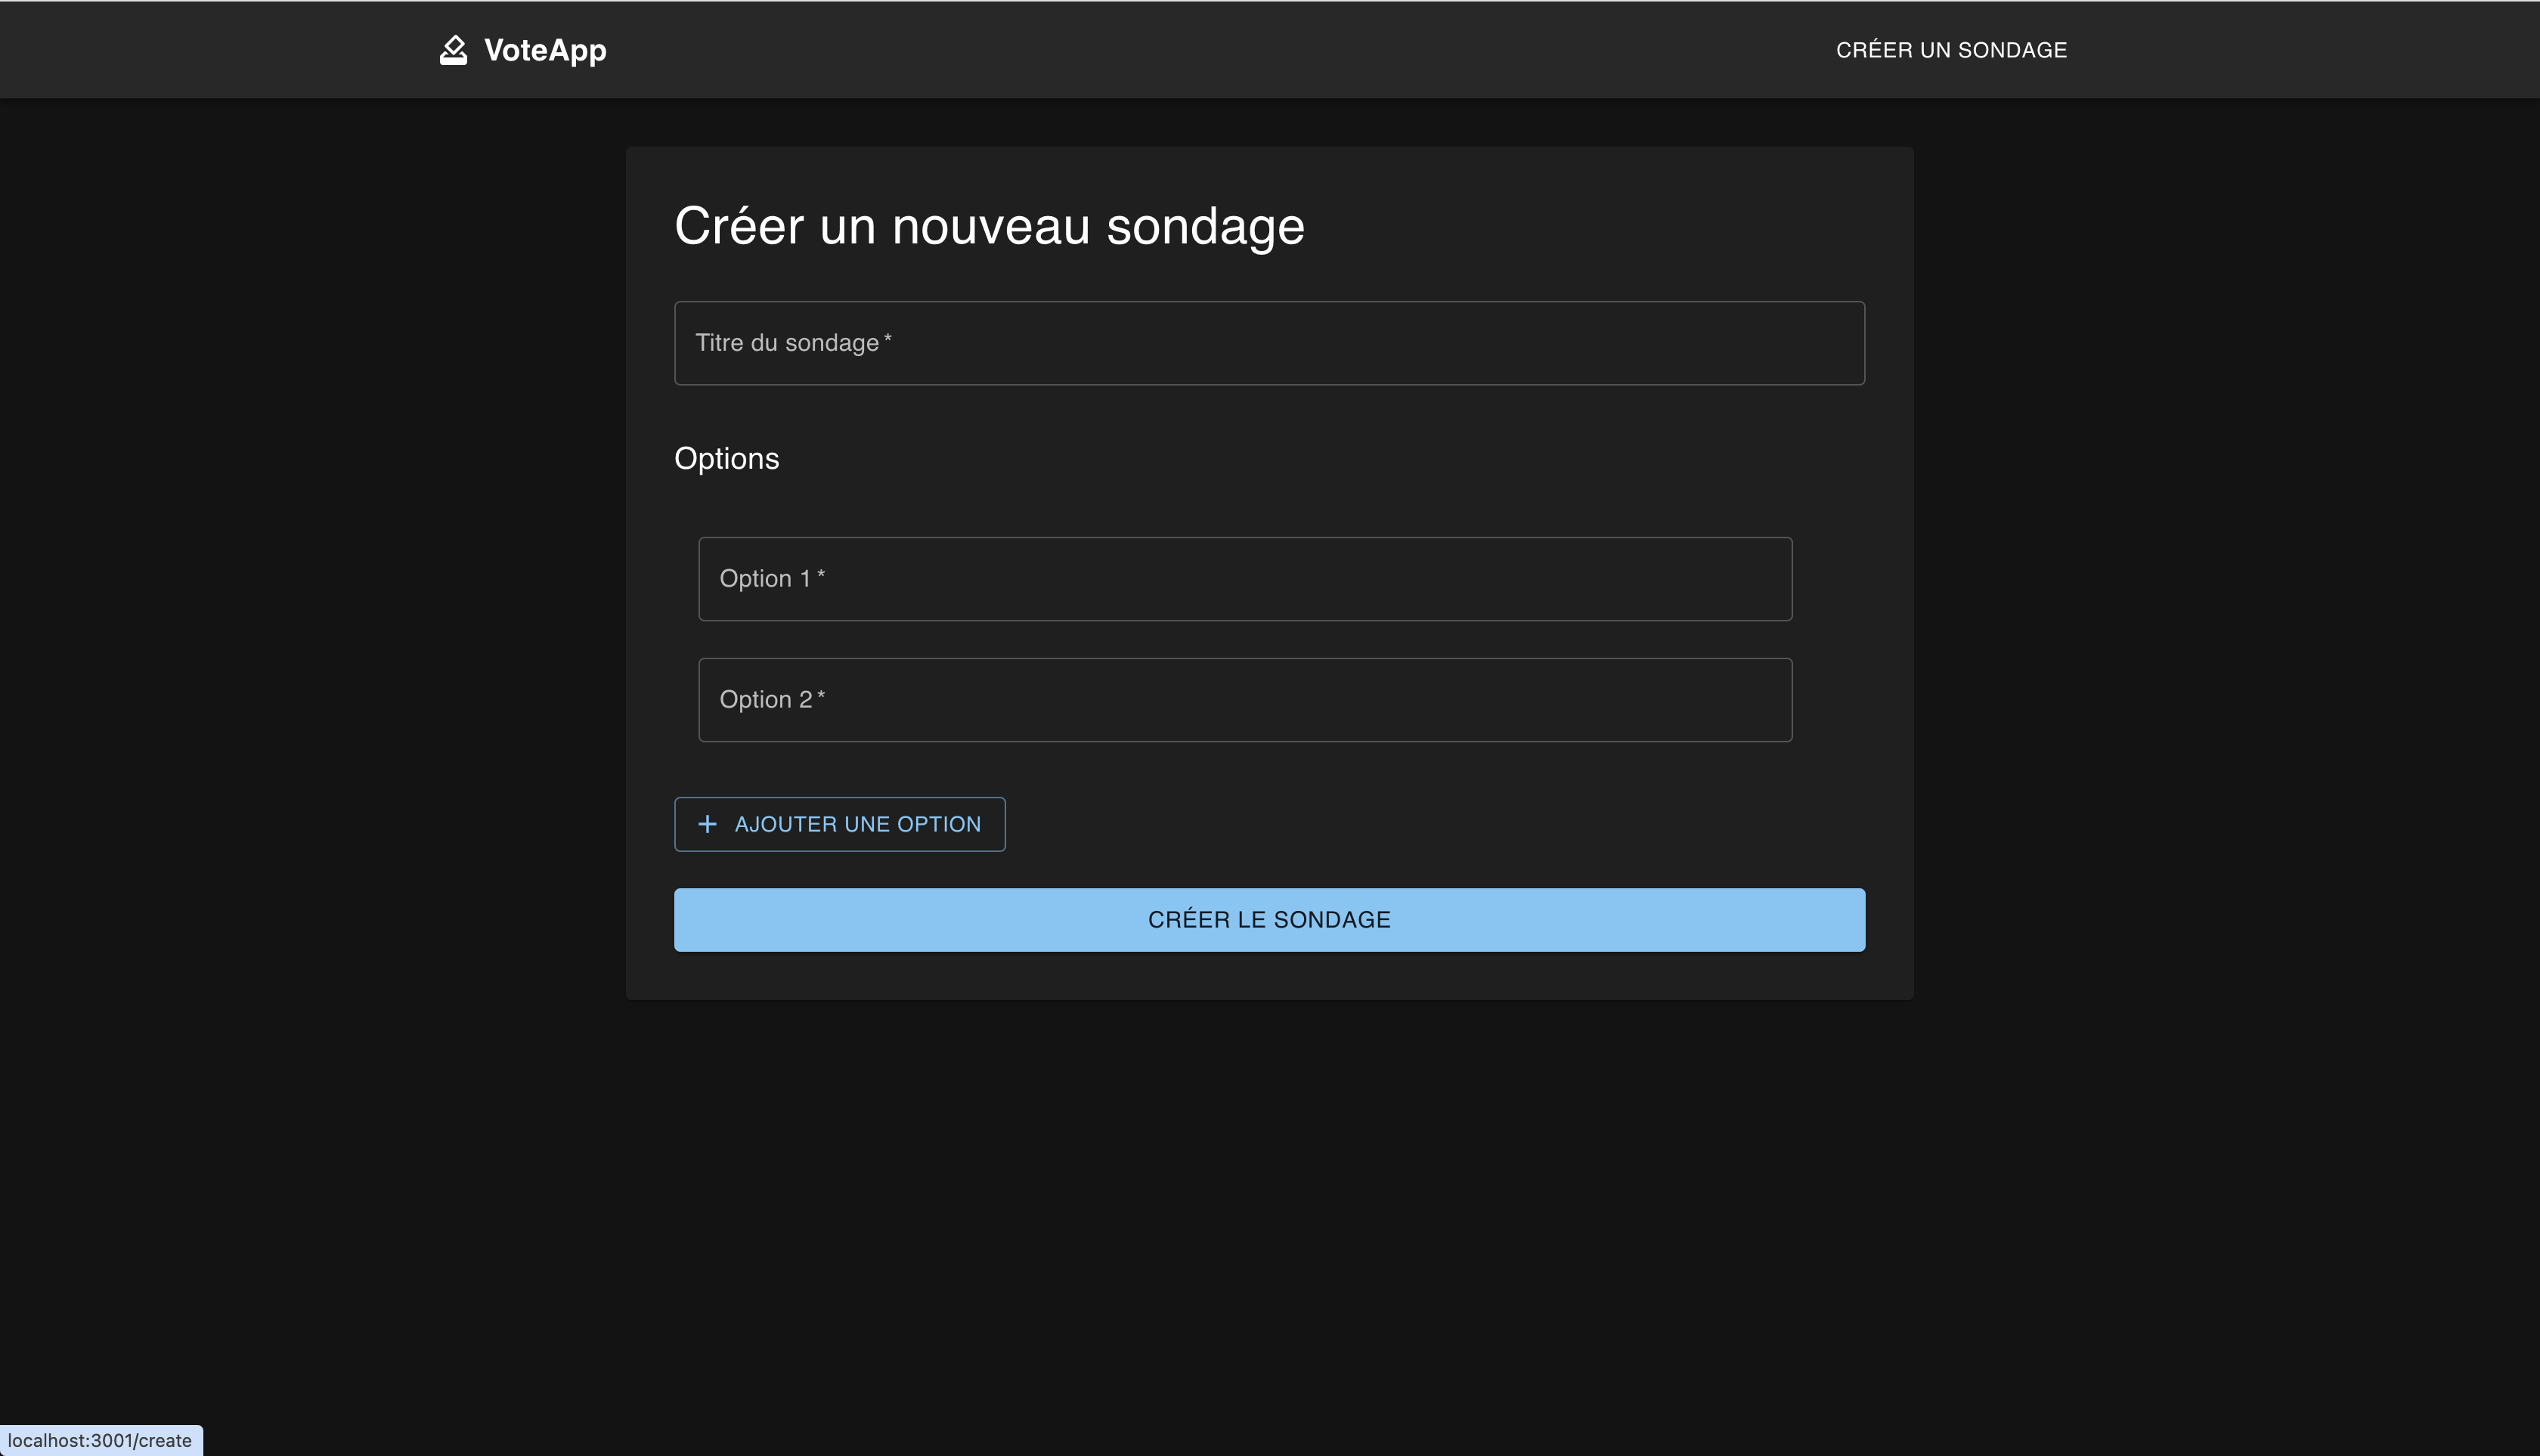 VoteApp
CRÉER UN SONDAGE
Créer un nouveau sondage
Titre du sondage *
Options
Option 1 *
Option 2 *
+ AJOUTER UNE OPTION
CRÉER LE SONDAGE
localhost:3001/create